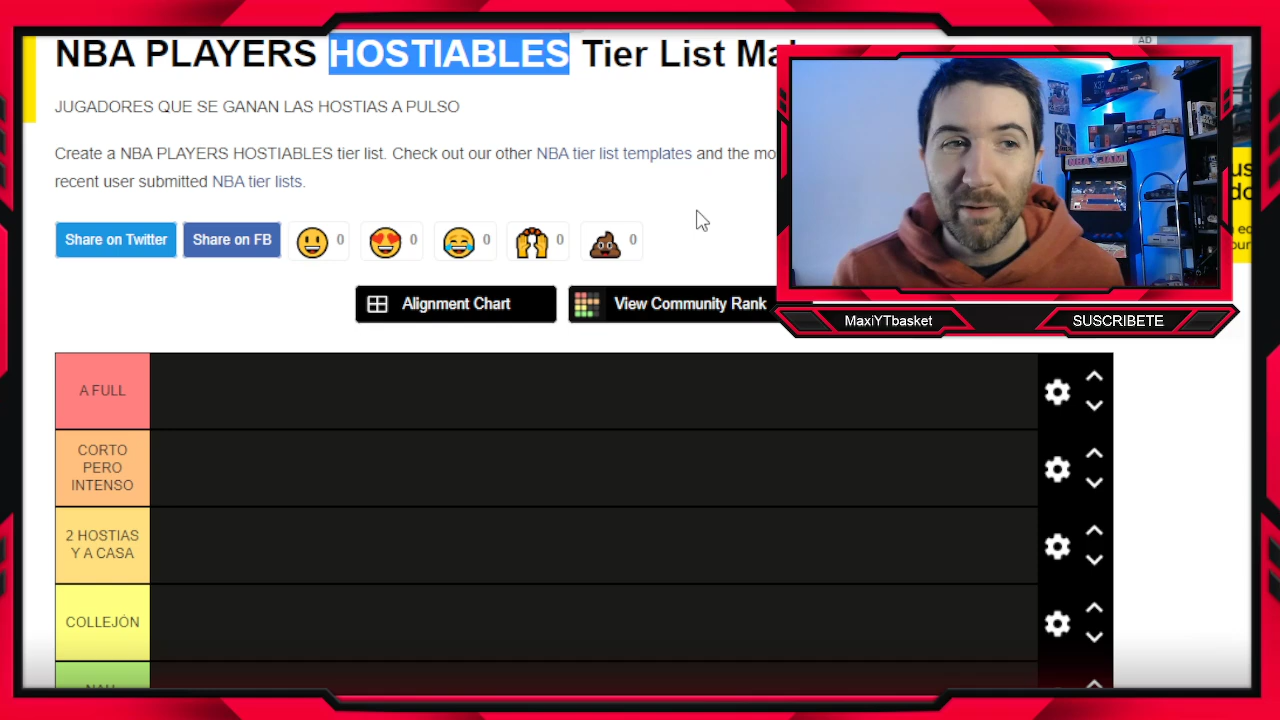 NBA PLAYERS HOSTIABLES Tier List
JUGADORES QUE SE GANAN LAS HOSTIAS A PULSO
Create a NBA PLAYERS HOSTIABLES tier list. Check out our other NBA tier list templates and the
recent user submitted NBA tier lists.
Share on Twitter
Share on FB
0
0
0
0
0
Alignment Chart
View Community Rank
AD
NBA JAM
MaxiYTbasket
SUSCRIBETE
A FULL
CORTO
PERO
INTENSO
2 HOSTIAS
Y A CASA
COLLEJÓN